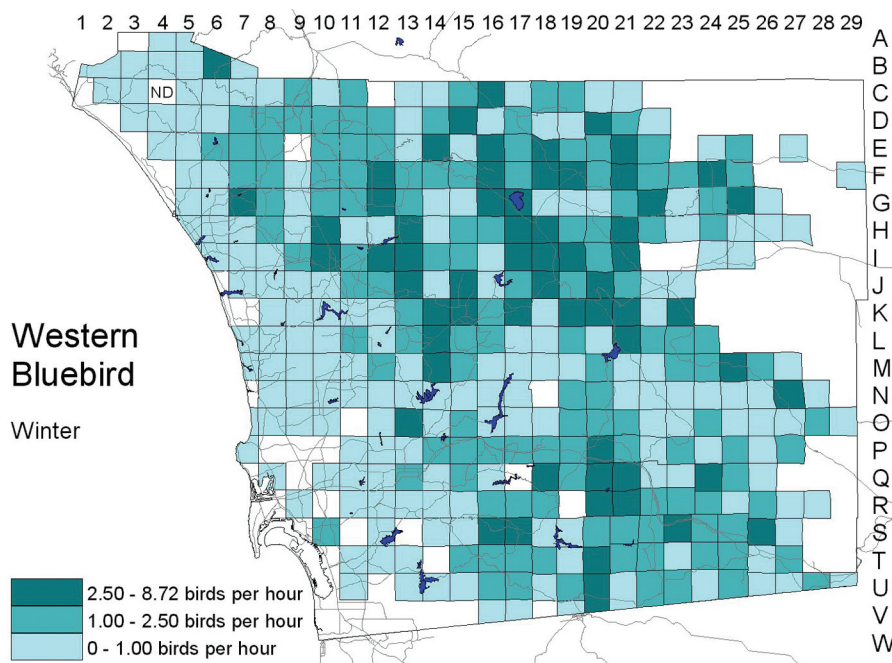 1 2 3 4 5 6 7 8 9 10 11 12 13 14 15 16 17 18 19 20 21 22 23 24 25 26 27 28 29
A
B
C
D
E
F
G
H
I
J
K
L
M
N
O
P
Q
R
S
T
U
V
W
ND
Western
Bluebird
Winter
2.50 - 8.72 birds per hour
1.00 - 2.50 birds per hour
0 - 1.00 birds per hour